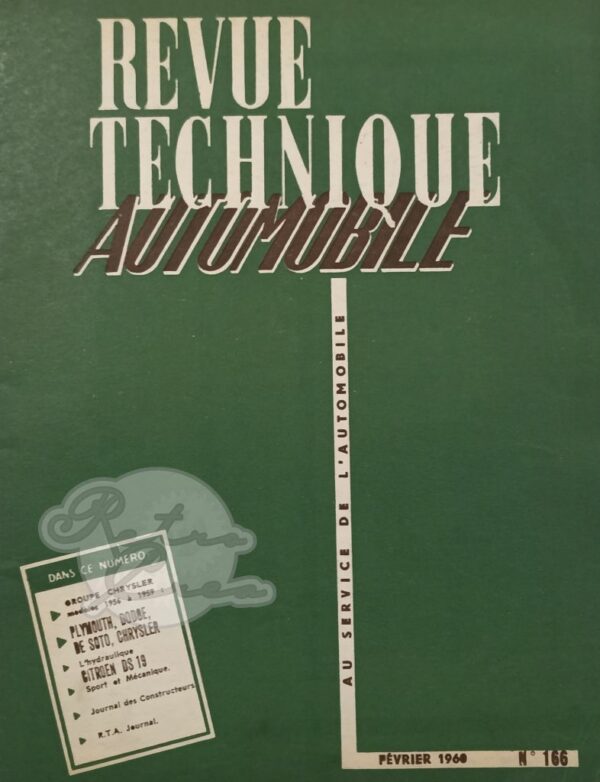 REVUE
TECHNIQUE
AUTOMOBILE
AU SERVICE DE L'AUTOMOBILE
Retro
DANS CE NUMÉRO
GROUPE CHRYSLER
modèles 1956 à 1959 :
PLYMOUTH, DODGE,
DE SOTO, CHRYSLER
L'hydraulique
CITROËN DS 19
Sport et Mécanique.
Journal des Constructeurs
R.T.A. Journal.
FÉVRIER 1960 N° 166